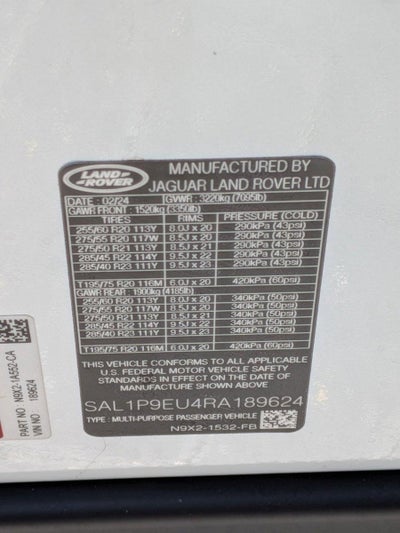 LAND ROVER
MANUFACTURED BY
JAGUAR LAND ROVER LTD
DATE : 02/24 GVWR : 3220kg (7095lb)
GAWR FRONT : 1520kg (3350lb)
TIRES RIMS PRESSURE (COLD)
255/60 R20 113Y 8.0J x 20 290kPa (43psi)
275/55 R20 117W 8.5J x 20 290kPa (43psi)
275/50 R21 113Y 8.5J x 21 290kPa (43psi)
285/45 R22 114Y 9.5J x 22 290kPa (43psi)
285/40 R23 111Y 9.5J x 23 290kPa (43psi)
T195/75 R20 116M 6.0J x 20 420kPa (60psi)
GAWR REAR : 1900kg (4185lb)
255/60 R20 113Y 8.0J x 20 340kPa (50psi)
275/55 R20 117W 8.5J x 20 340kPa (50psi)
275/50 R21 113Y 8.5J x 21 340kPa (50psi)
285/45 R22 114Y 9.5J x 22 340kPa (50psi)
285/40 R23 111Y 9.5J x 23 340kPa (50psi)
T195/75 R20 116M 6.0J x 20 420kPa (60psi)
THIS VEHICLE CONFORMS TO ALL APPLICABLE
U.S. FEDERAL MOTOR VEHICLE SAFETY
STANDARDS IN EFFECT ON THE DATE OF
MANUFACTURE SHOWN ABOVE
SAL1P9EU4RA189624
TYPE : MULTI-PURPOSE PASSENGER VEHICLE
N9X2-1532-FB
PART NO - N9X2-1A552-CA
VIN NO 189624